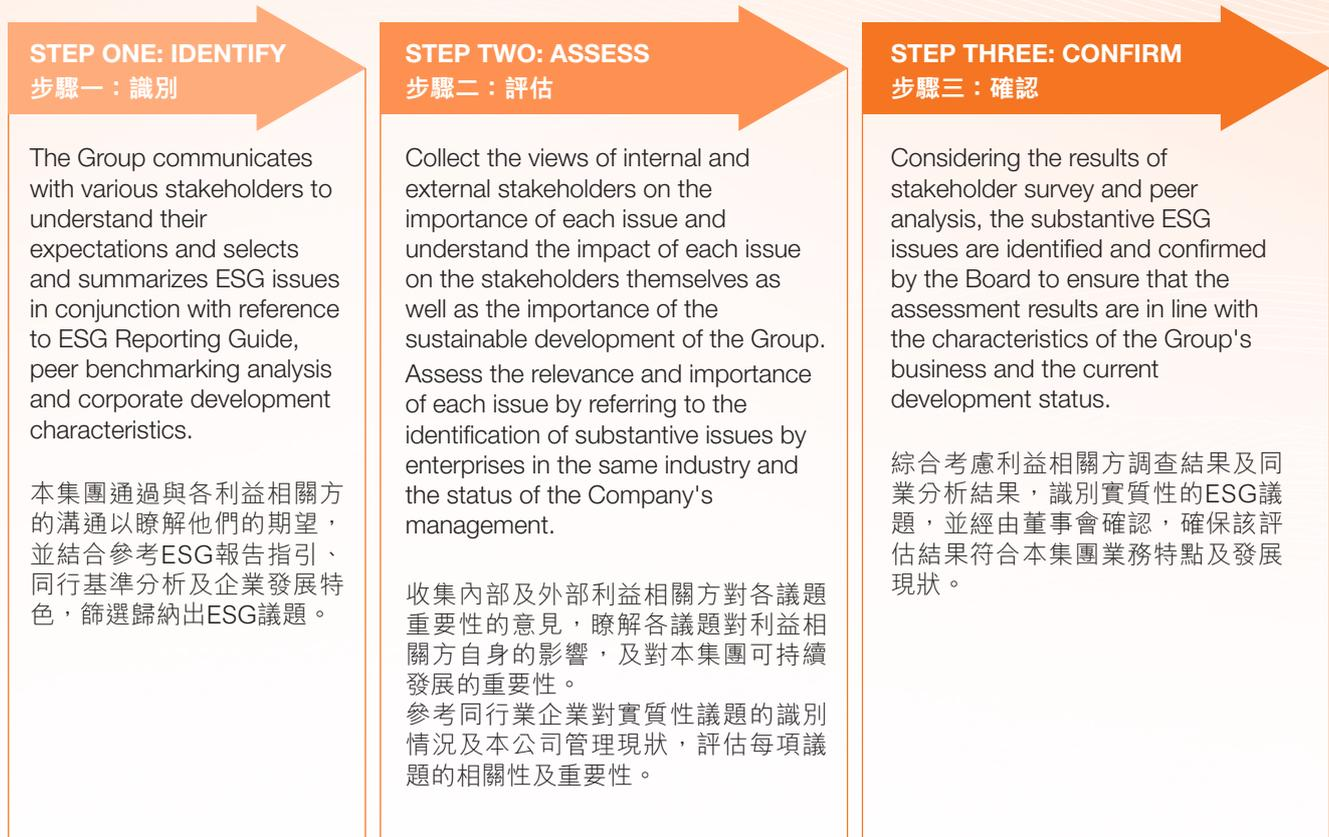 STEP ONE: IDENTIFY
步驟一：識別
The Group communicates
with various stakeholders to
understand their
expectations and selects
and summarizes ESG issues
in conjunction with reference
to ESG Reporting Guide,
peer benchmarking analysis
and corporate development
characteristics.
本集團通過與各利益相關方
的溝通以瞭解他們的期望，
並結合參考ESG報告指引、
同行基準分析及企業發展特
色，篩選歸納出ESG議題。
STEP TWO: ASSESS
步驟二：評估
Collect the views of internal and
external stakeholders on the
importance of each issue and
understand the impact of each issue
on the stakeholders themselves as
well as the importance of the
sustainable development of the Group.
Assess the relevance and importance
of each issue by referring to the
identification of substantive issues by
enterprises in the same industry and
the status of the Company's
management.
收集內部及外部利益相關方對各議題
重要性的意見，瞭解各議題對利益相
關方自身的影響，及對本集團可持續
發展的重要性。
參考同行業企業對實質性議題的識別
情況及本公司管理現狀，評估每項議
題的相關性及重要性。
STEP THREE: CONFIRM
步驟三：確認
Considering the results of
stakeholder survey and peer
analysis, the substantive ESG
issues are identified and confirmed
by the Board to ensure that the
assessment results are in line with
the characteristics of the Group's
business and the current
development status.
綜合考慮利益相關方調查結果及同
業分析結果，識別實質性的ESG議
題，並經由董事會確認，確保該評
估結果符合本集團業務特點及發展
現狀。